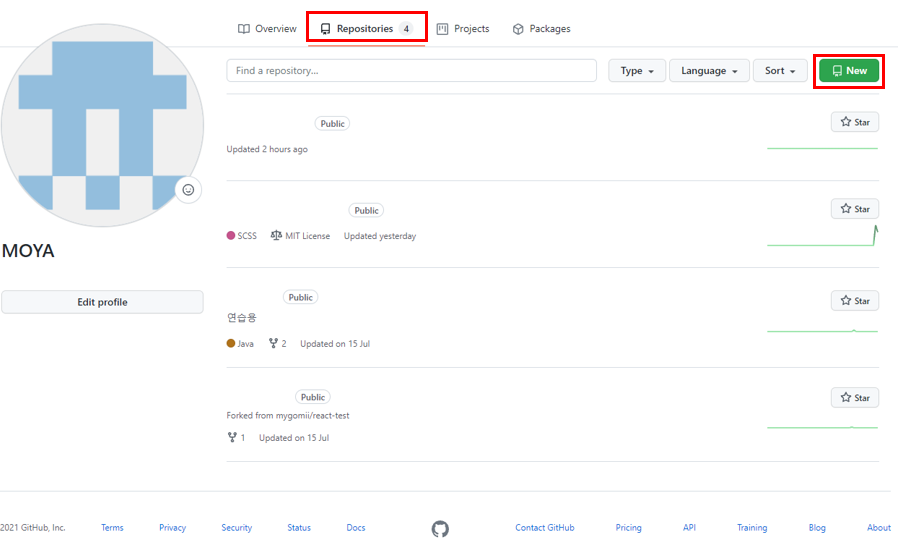 Overview Repositories 4 Projects Packages
Find a repository... Type Language Sort New
Public Star
Updated 2 hours ago
Public Star
SCSS MIT License Updated yesterday
MOYA
Edit profile
Public Star
연습용
Java 2 Updated on 15 Jul
Public Star
Forked from mygomii/react-test
1 Updated on 15 Jul
2021 GitHub, Inc. Terms Privacy Security Status Docs Contact GitHub Pricing API Training Blog About